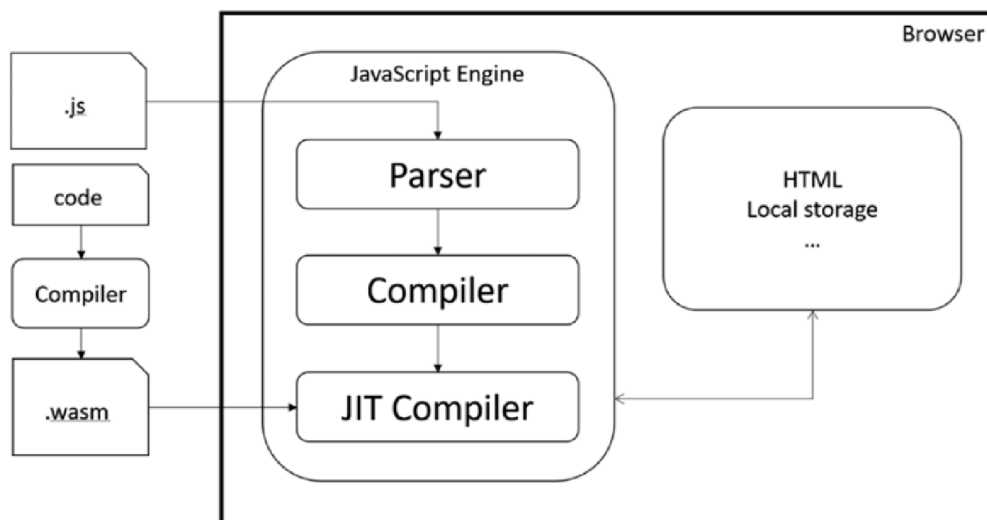 Browser
JavaScript Engine
.js
Parser
code
HTML
Local storage
...
Compiler
Compiler
.wasm
JIT Compiler